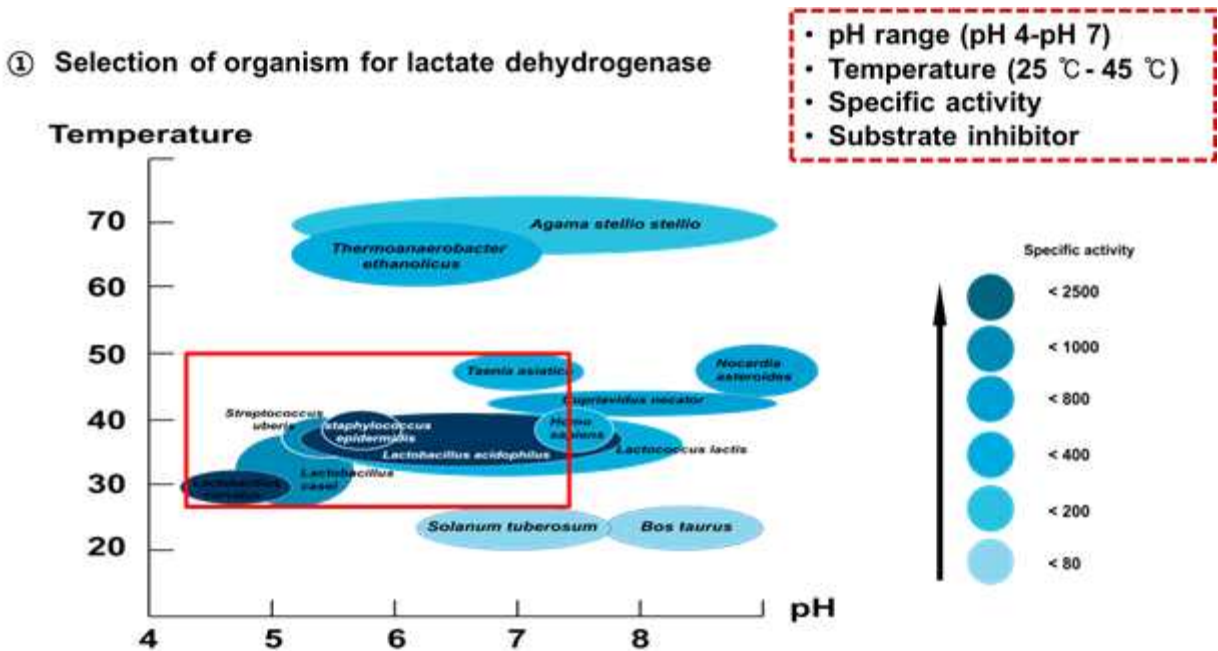 ① Selection of organism for lactate dehydrogenase
• pH range (pH 4-pH 7)
• Temperature (25 ℃- 45 ℃)
• Specific activity
• Substrate inhibitor
Temperature
70
60
50
40
30
20
Agama stellio stellio
Thermoanaerobacter
ethanolicus
Taenia asiatica
Nocardia
asteroides
Cupriavidus necator
Streptococcus
uberis
staphylococcus
epidermidis
Homo
sapiens
Lactobacillus acidophilus
Lactococcus lactis
Lactobacillus
casei
Lactobacillus
Solanum tuberosum
Bos taurus
4
5
6
7
8
pH
Specific activity
< 2500
< 1000
< 800
< 400
< 200
< 80